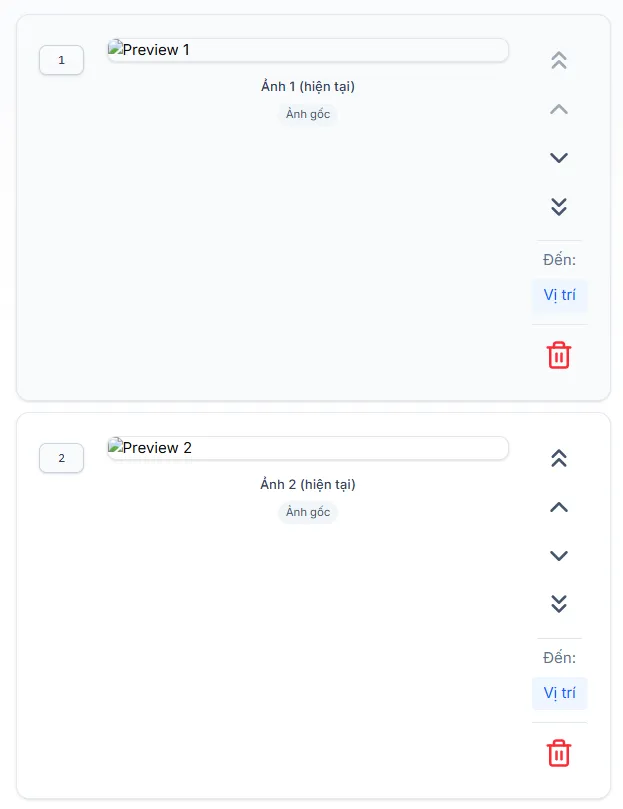 1
Preview 1
Ảnh 1 (hiện tại)
Ảnh gốc
Đến:
Vị trí
2
Preview 2
Ảnh 2 (hiện tại)
Ảnh gốc
Đến:
Vị trí